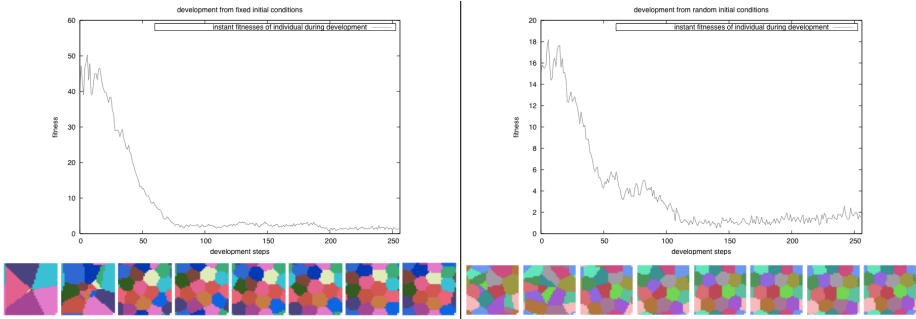 development from fixed initial conditions
instant fitnesses of individual during development
60
50
40
30
20
10
0
fitness
0 50 100 150 200 250
development steps
development from random initial conditions
instant fitnesses of individual during development
20
18
16
14
12
10
8
6
4
2
0
fitness
0 50 100 150 200 250
development steps